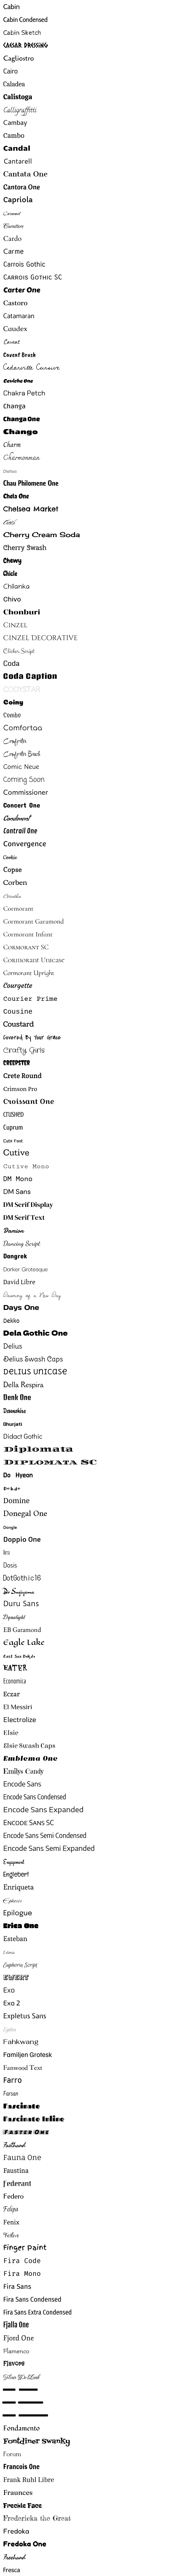 Cabin
Cabin Condensed
Cabin Sketch
Caesar Dressing
Cagliostro
Cairo
Caladea
Calistoga
Calligraffitti
Cambay
Cambo
Candal
Cantarell
Cantata One
Cantora One
Capriola
Caramel
Carattere
Cardo
Carme
Carrois Gothic
Carrois Gothic SC
Carter One
Castoro
Catamaran
Caudex
Caveat
Caveat Brush
Cedarville Cursive
Ceviche One
Chakra Petch
Changa
Changa One
Chango
Charm
Charmonman
Chathura
Chau Philomene One
Chela One
Chelsea Market
Cherish
Cherry Cream Soda
Cherry Swash
Chewy
Chicle
Chilanka
Chivo
Chonburi
Cinzel
Cinzel Decorative
Clicker Script
Coda
Coda Caption
Codystar
Coiny
Combo
Comfortaa
Comforter
Comforter Brush
Comic Neue
Coming Soon
Commissioner
Concert One
Condiment
Contrail One
Convergence
Cookie
Copse
Corben
Corinthia
Cormorant
Cormorant Garamond
Cormorant Infant
Cormorant SC
Cormorant Unicase
Cormorant Upright
Courgette
Courier Prime
Cousine
Coustard
Covered By Your Grace
Crafty Girls
Creepster
Crete Round
Crimson Pro
Croissant One
Crushed
Cuprum
Cute Font
Cutive
Cutive Mono
DM Mono
DM Sans
DM Serif Display
DM Serif Text
Damion
Dancing Script
Dangrek
Darker Grotesque
David Libre
Dawning of a New Day
Days One
Dekko
Dela Gothic One
Delius
Delius Swash Caps
Delius Unicase
Della Respira
Denk One
Devonshire
Dhurjati
Didact Gothic
Diplomata
Diplomata SC
Do Hyeon
Dokdo
Domine
Donegal One
Dongle
Doppio One
Dorsa
Dosis
DotGothic16
Dr Sugiyama
Duru Sans
Dynalight
EB Garamond
Eagle Lake
East Sea Dokdo
Eater
Economica
Eczar
El Messiri
Electrolize
Elsie
Elsie Swash Caps
Emblema One
Emilys Candy
Encode Sans
Encode Sans Condensed
Encode Sans Expanded
Encode Sans SC
Encode Sans Semi Condensed
Encode Sans Semi Expanded
Engagement
Englebert
Enriqueta
Ephesis
Epilogue
Erica One
Esteban
Estonia
Euphoria Script
Ewert
Exo
Exo 2
Expletus Sans
Explora
Fahkwang
Familjen Grotesk
Fanwood Text
Farro
Farsan
Fascinate
Fascinate Inline
Faster One
Fasthand
Fauna One
Faustina
Federant
Federo
Felipa
Fenix
Festive
Finger Paint
Fira Code
Fira Mono
Fira Sans
Fira Sans Condensed
Fira Sans Extra Condensed
Fjalla One
Fjord One
Flamenco
Flavors
Fleur De Leah
Fondamento
Fontdiner Swanky
Forum
Francois One
Frank Ruhl Libre
Fraunces
Freckle Face
Fredericka the Great
Fredoka
Fredoka One
Freehand
Fresca